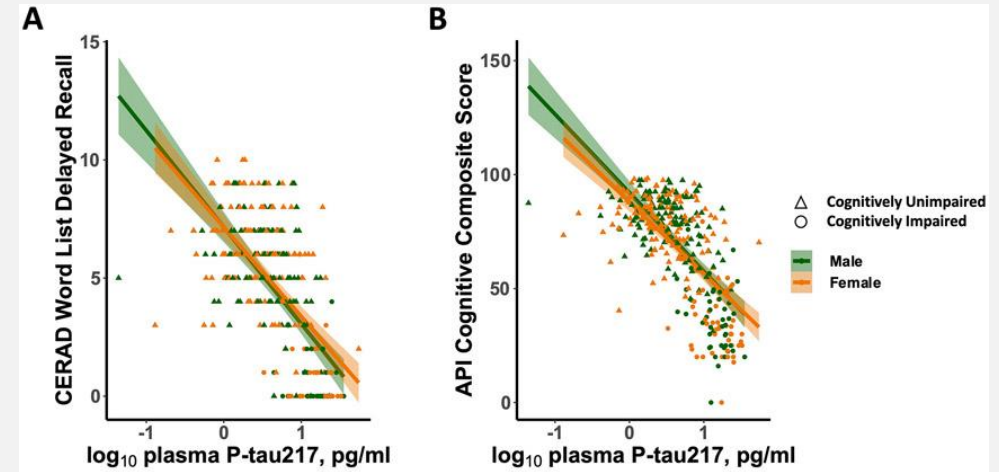 A
B
CERAD Word List Delayed Recall
15
10
5
0
-1
0
1
log10 plasma P-tau217, pg/ml
API Cognitive Composite Score
150
100
50
0
-1
0
1
log10 plasma P-tau217, pg/ml
Cognitively Unimpaired
Cognitively Impaired
Male
Female